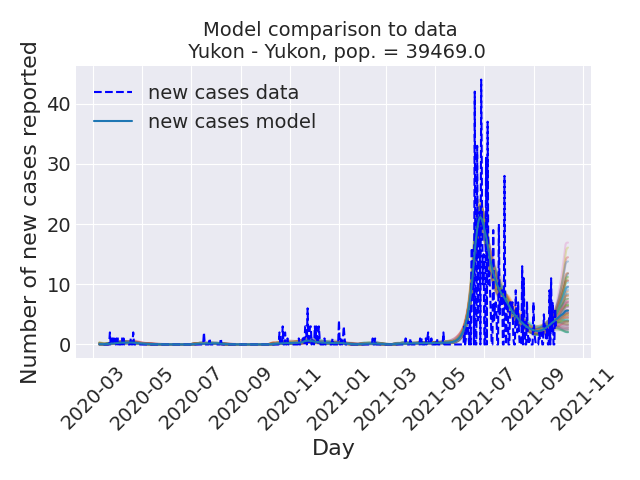 Model comparison to data
Yukon - Yukon, pop. = 39469.0
new cases data
new cases model
Number of new cases reported
40
30
20
10
0
2020-03
2020-05
2020-07
2020-09
2020-11
2021-01
2021-03
2021-05
2021-07
2021-09
2021-11
Day